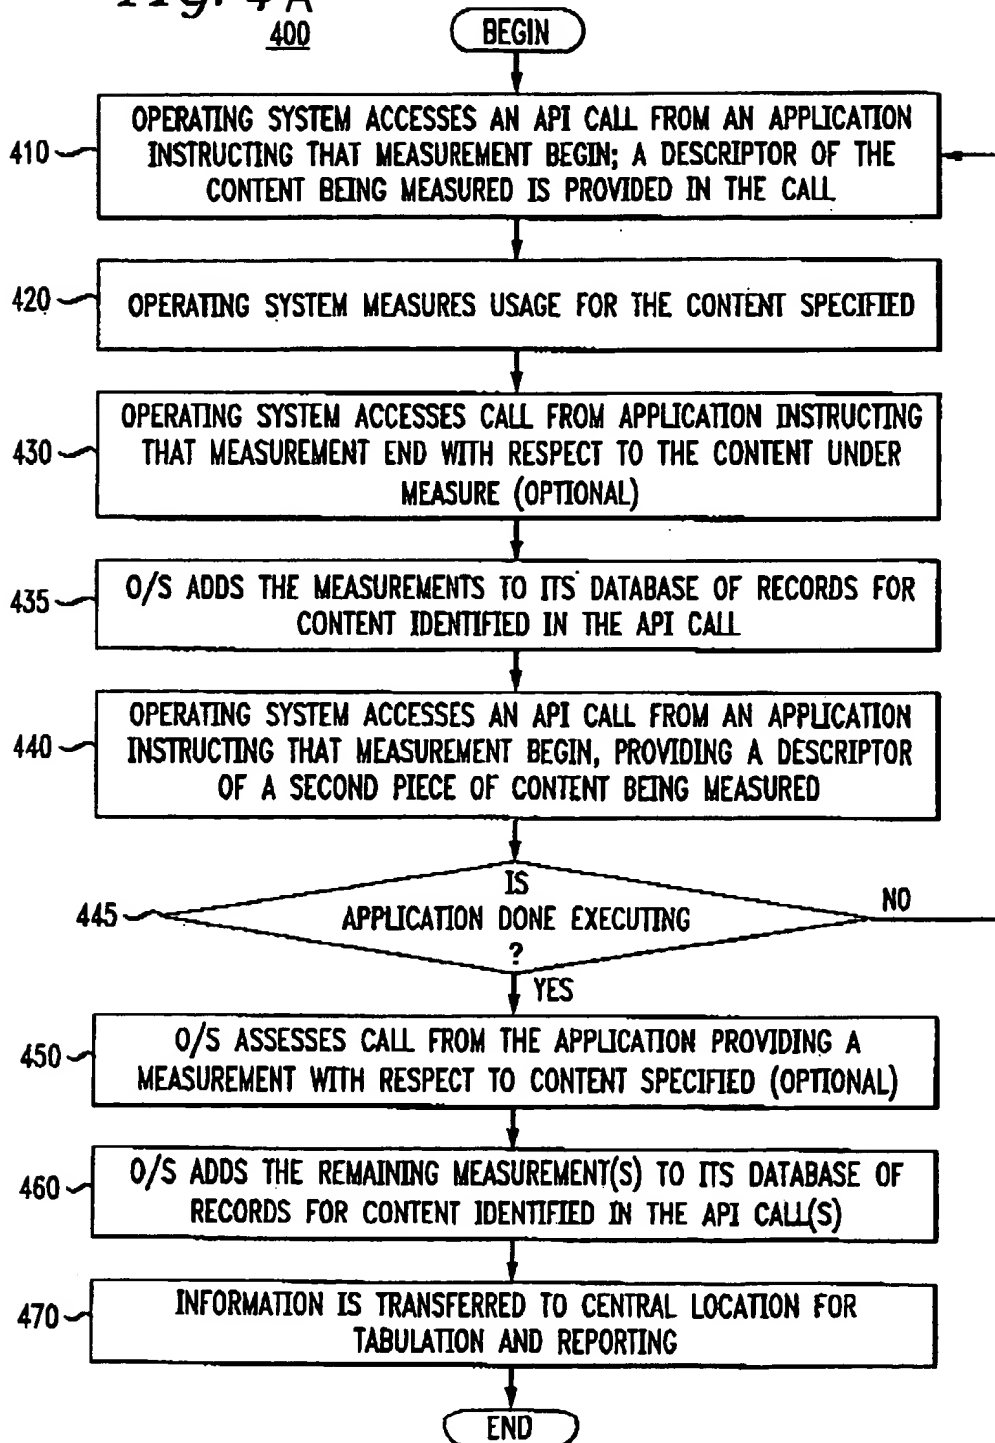 Fig. 4A
400
BEGIN
410
OPERATING SYSTEM ACCESSES AN API CALL FROM AN APPLICATION
INSTRUCTING THAT MEASUREMENT BEGIN; A DESCRIPTOR OF THE
CONTENT BEING MEASURED IS PROVIDED IN THE CALL
420
OPERATING SYSTEM MEASURES USAGE FOR THE CONTENT SPECIFIED
430
OPERATING SYSTEM ACCESSES CALL FROM APPLICATION INSTRUCTING
THAT MEASUREMENT END WITH RESPECT TO THE CONTENT UNDER
MEASURE (OPTIONAL)
435
O/S ADDS THE MEASUREMENTS TO ITS DATABASE OF RECORDS FOR
CONTENT IDENTIFIED IN THE API CALL
440
OPERATING SYSTEM ACCESSES AN API CALL FROM AN APPLICATION
INSTRUCTING THAT MEASUREMENT BEGIN, PROVIDING A DESCRIPTOR
OF A SECOND PIECE OF CONTENT BEING MEASURED
445
IS
APPLICATION DONE EXECUTING
?
NO
YES
450
O/S ASSESSES CALL FROM THE APPLICATION PROVIDING A
MEASUREMENT WITH RESPECT TO CONTENT SPECIFIED (OPTIONAL)
460
O/S ADDS THE REMAINING MEASUREMENT(S) TO ITS DATABASE OF
RECORDS FOR CONTENT IDENTIFIED IN THE API CALL(S)
470
INFORMATION IS TRANSFERRED TO CENTRAL LOCATION FOR
TABULATION AND REPORTING
END